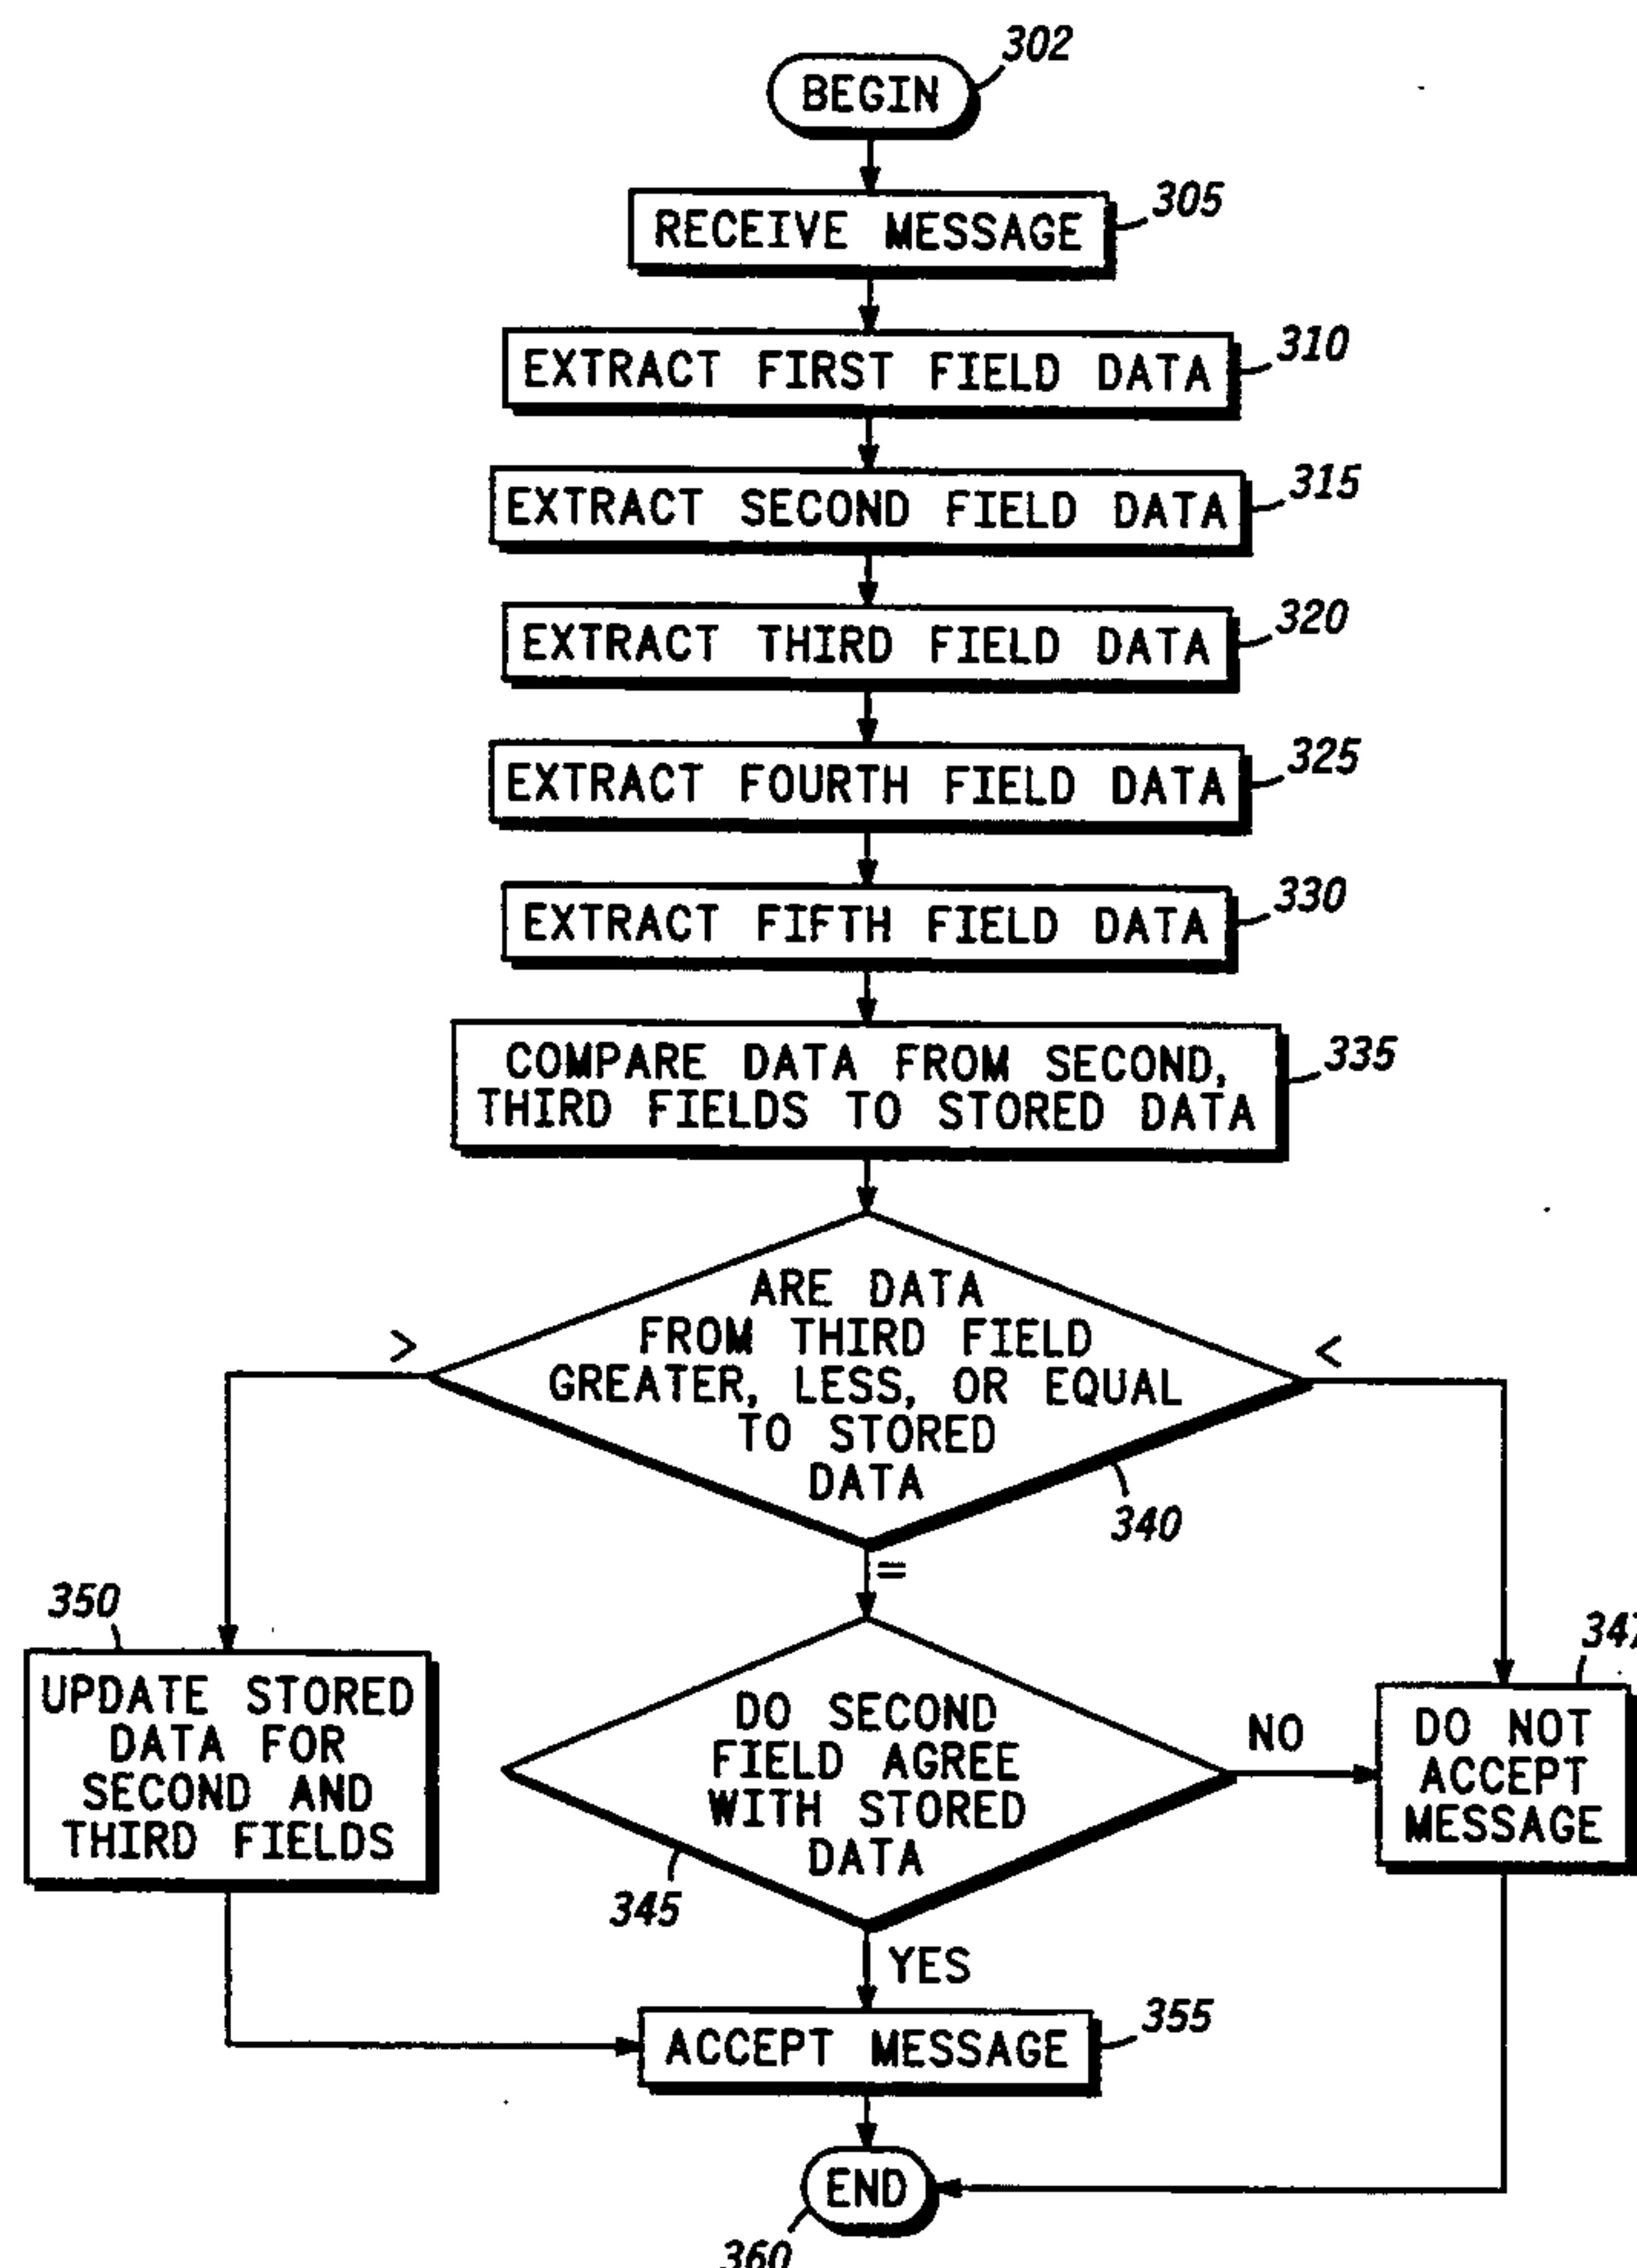 302
BEGIN
305
RECEIVE MESSAGE
310
EXTRACT FIRST FIELD DATA
315
EXTRACT SECOND FIELD DATA
320
EXTRACT THIRD FIELD DATA
325
EXTRACT FOURTH FIELD DATA
330
EXTRACT FIFTH FIELD DATA
335
COMPARE DATA FROM SECOND,
THIRD FIELDS TO STORED DATA
ARE DATA
FROM THIRD FIELD
GREATER, LESS, OR EQUAL
TO STORED
DATA
>
<
340
=
350
UPDATE STORED
DATA FOR
SECOND AND
THIRD FIELDS
DO SECOND
FIELD AGREE
WITH STORED
DATA
345
NO
347
DO NOT
ACCEPT
MESSAGE
YES
355
ACCEPT MESSAGE
END
360